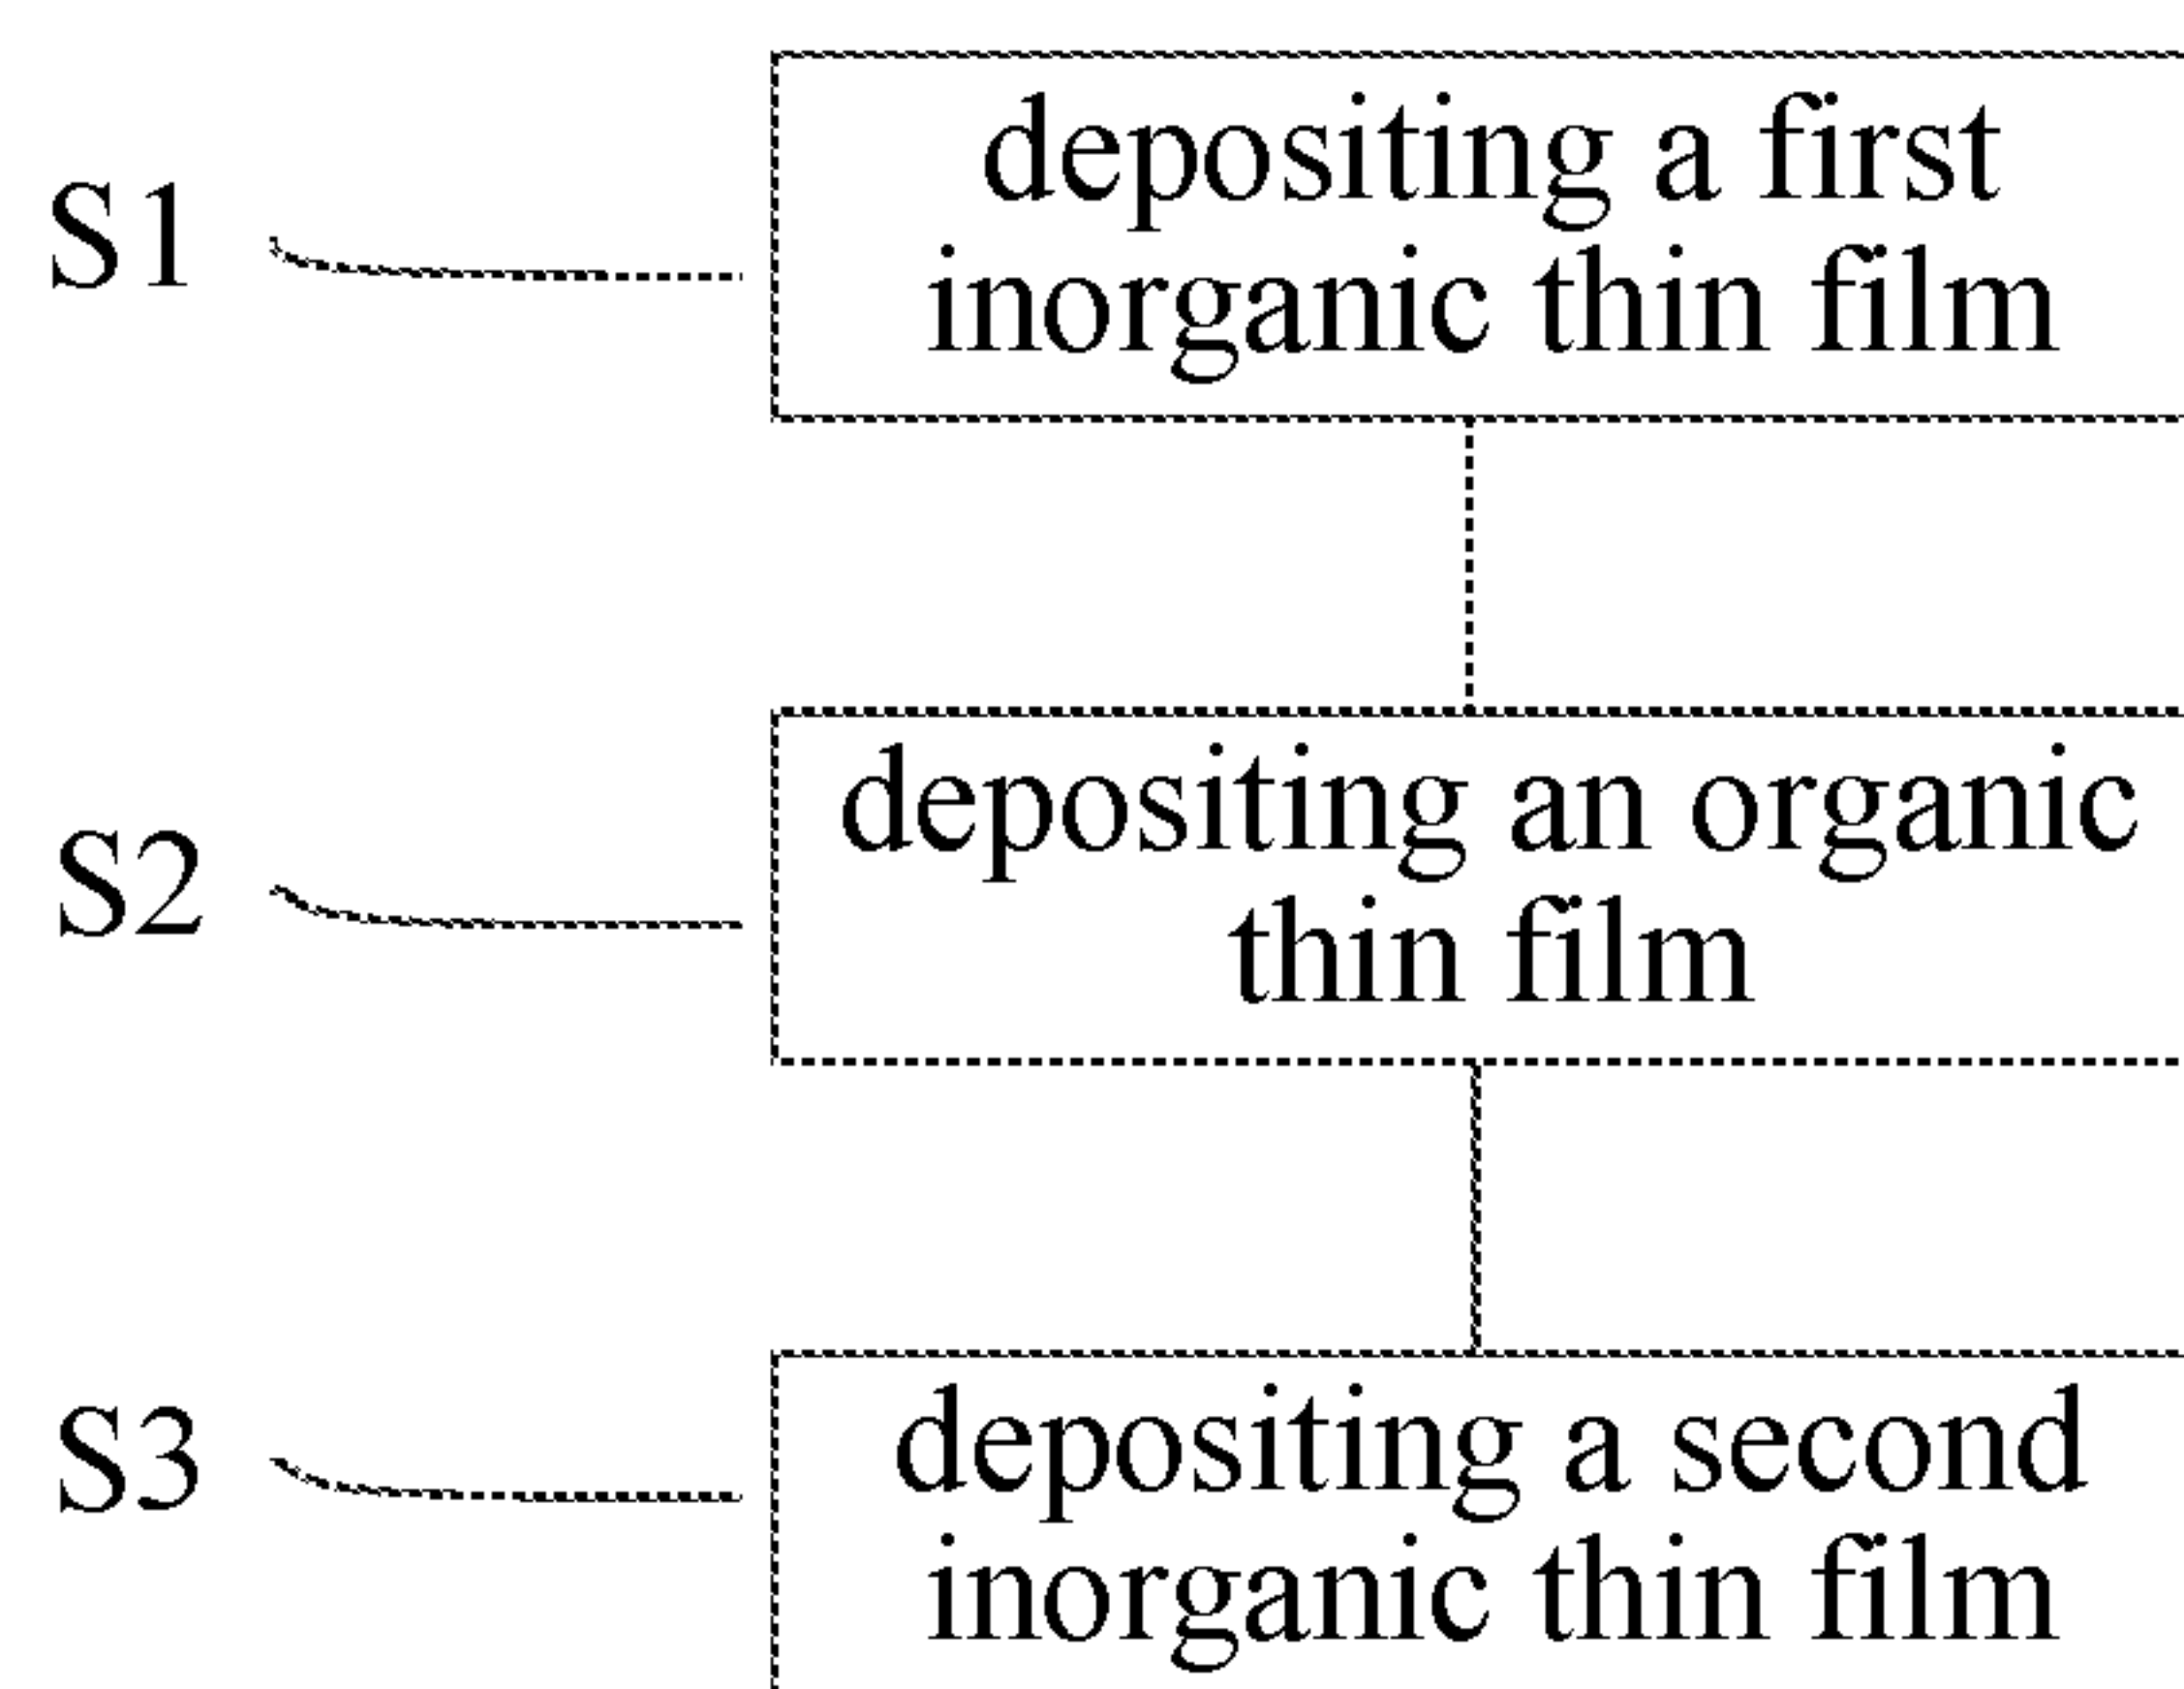 S1
depositing a first
inorganic thin film
S2
depositing an organic
thin film
S3
depositing a second
inorganic thin film